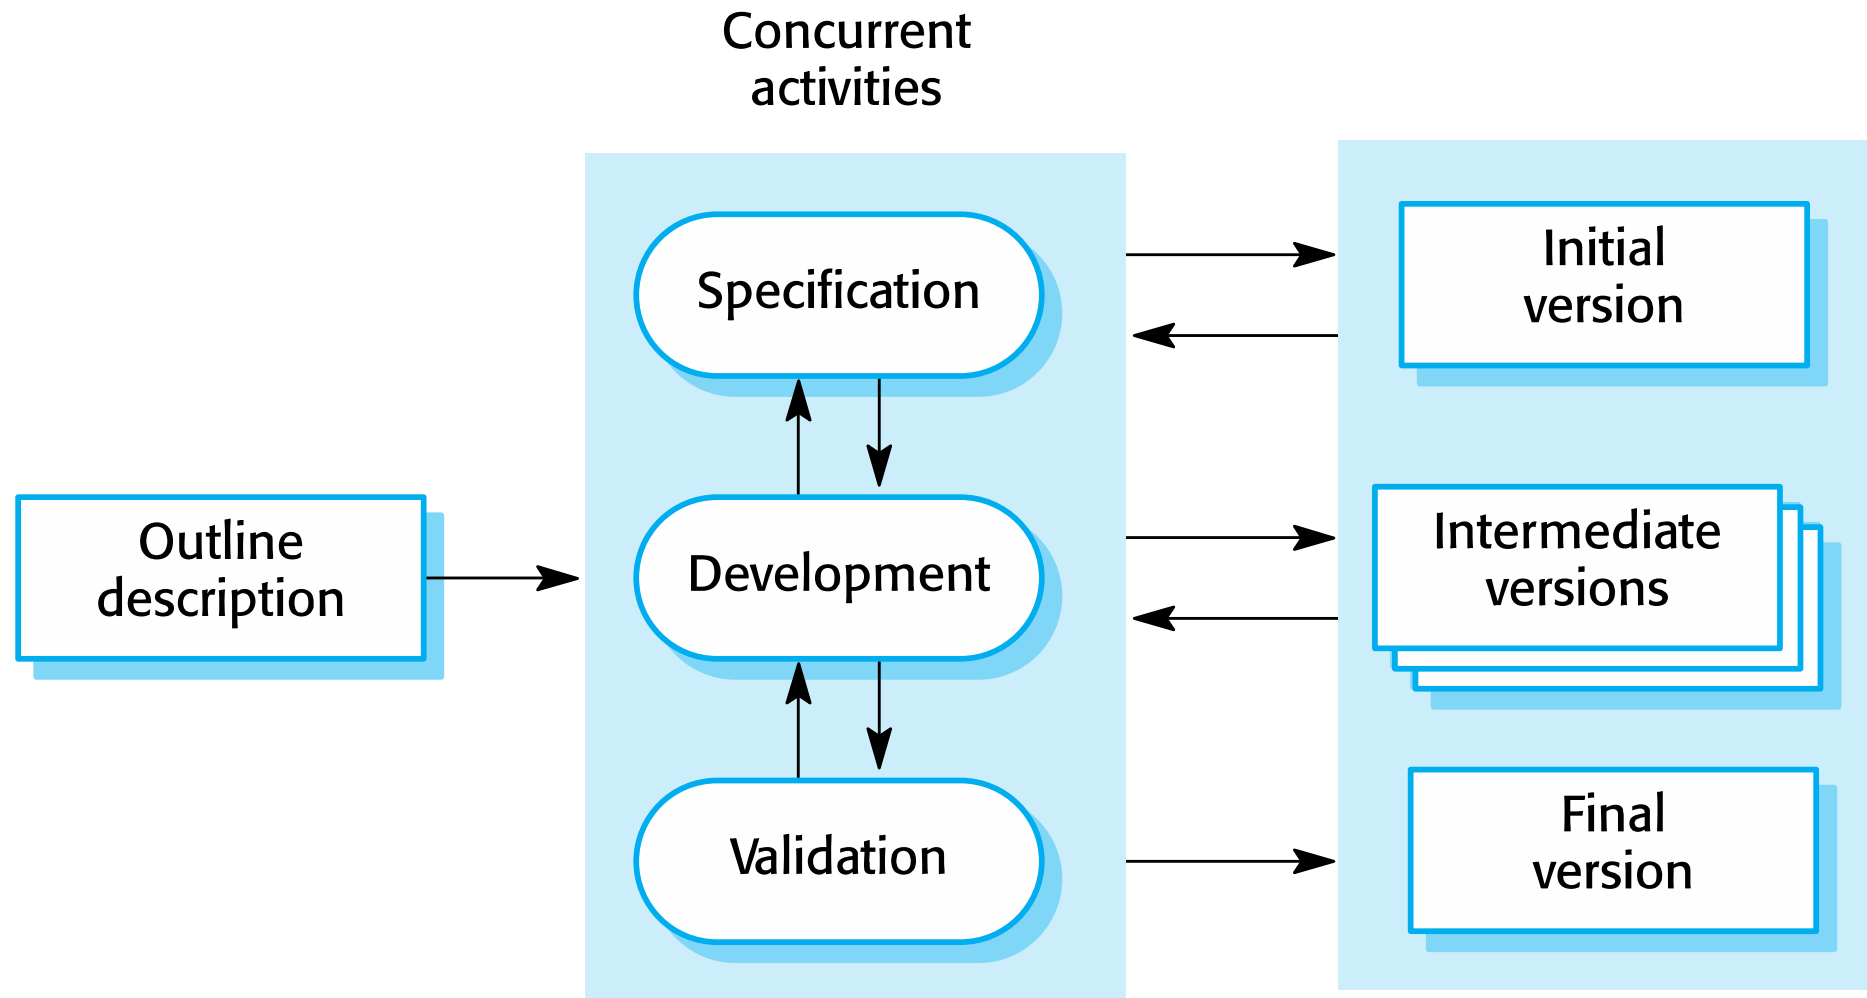 Concurrent
activities
Specification
Initial
version
Outline
description
Development
Intermediate
versions
Validation
Final
version